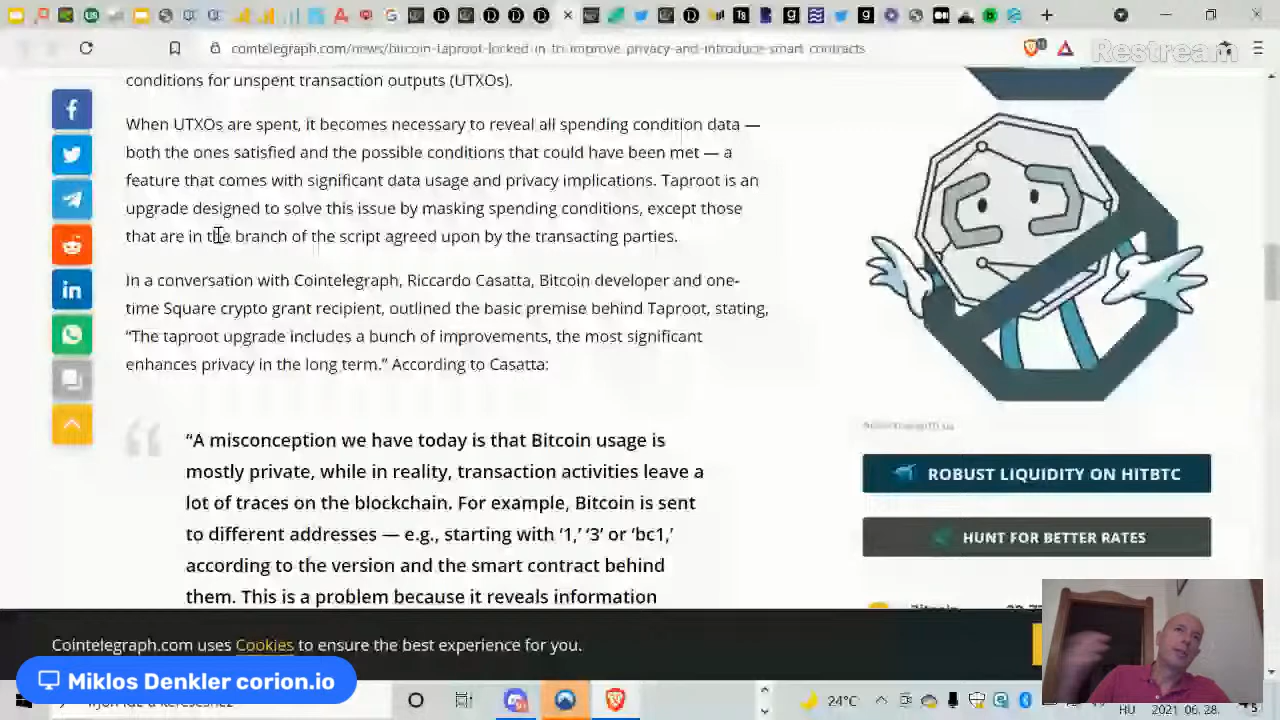 cointelegraph.com/news/bitcoin-taproot-locked-in-to-improve-privacy-and-introduce-smart-contracts
Restream
conditions for unspent transaction outputs (UTXOs).
When UTXOs are spent, it becomes necessary to reveal all spending condition data —
both the ones satisfied and the possible conditions that could have been met — a
feature that comes with significant data usage and privacy implications. Taproot is an
upgrade designed to solve this issue by masking spending conditions, except those
that are in the branch of the script agreed upon by the transacting parties.
In a conversation with Cointelegraph, Riccardo Casatta, Bitcoin developer and one-
time Square crypto grant recipient, outlined the basic premise behind Taproot, stating,
“The taproot upgrade includes a bunch of improvements, the most significant
enhances privacy in the long term.” According to Casatta:
“A misconception we have today is that Bitcoin usage is
mostly private, while in reality, transaction activities leave a
lot of traces on the blockchain. For example, Bitcoin is sent
to different addresses — e.g., starting with ‘1,’ ‘3’ or ‘bc1,’
according to the version and the smart contract behind
them. This is a problem because it reveals information
ROBUST LIQUIDITY ON HITBTC
HUNT FOR BETTER RATES
Bitcoin
Cointelegraph.com uses Cookies to ensure the best experience for you.
Miklos Denkler corion.io
24°C
HU
2021. 06. 28.